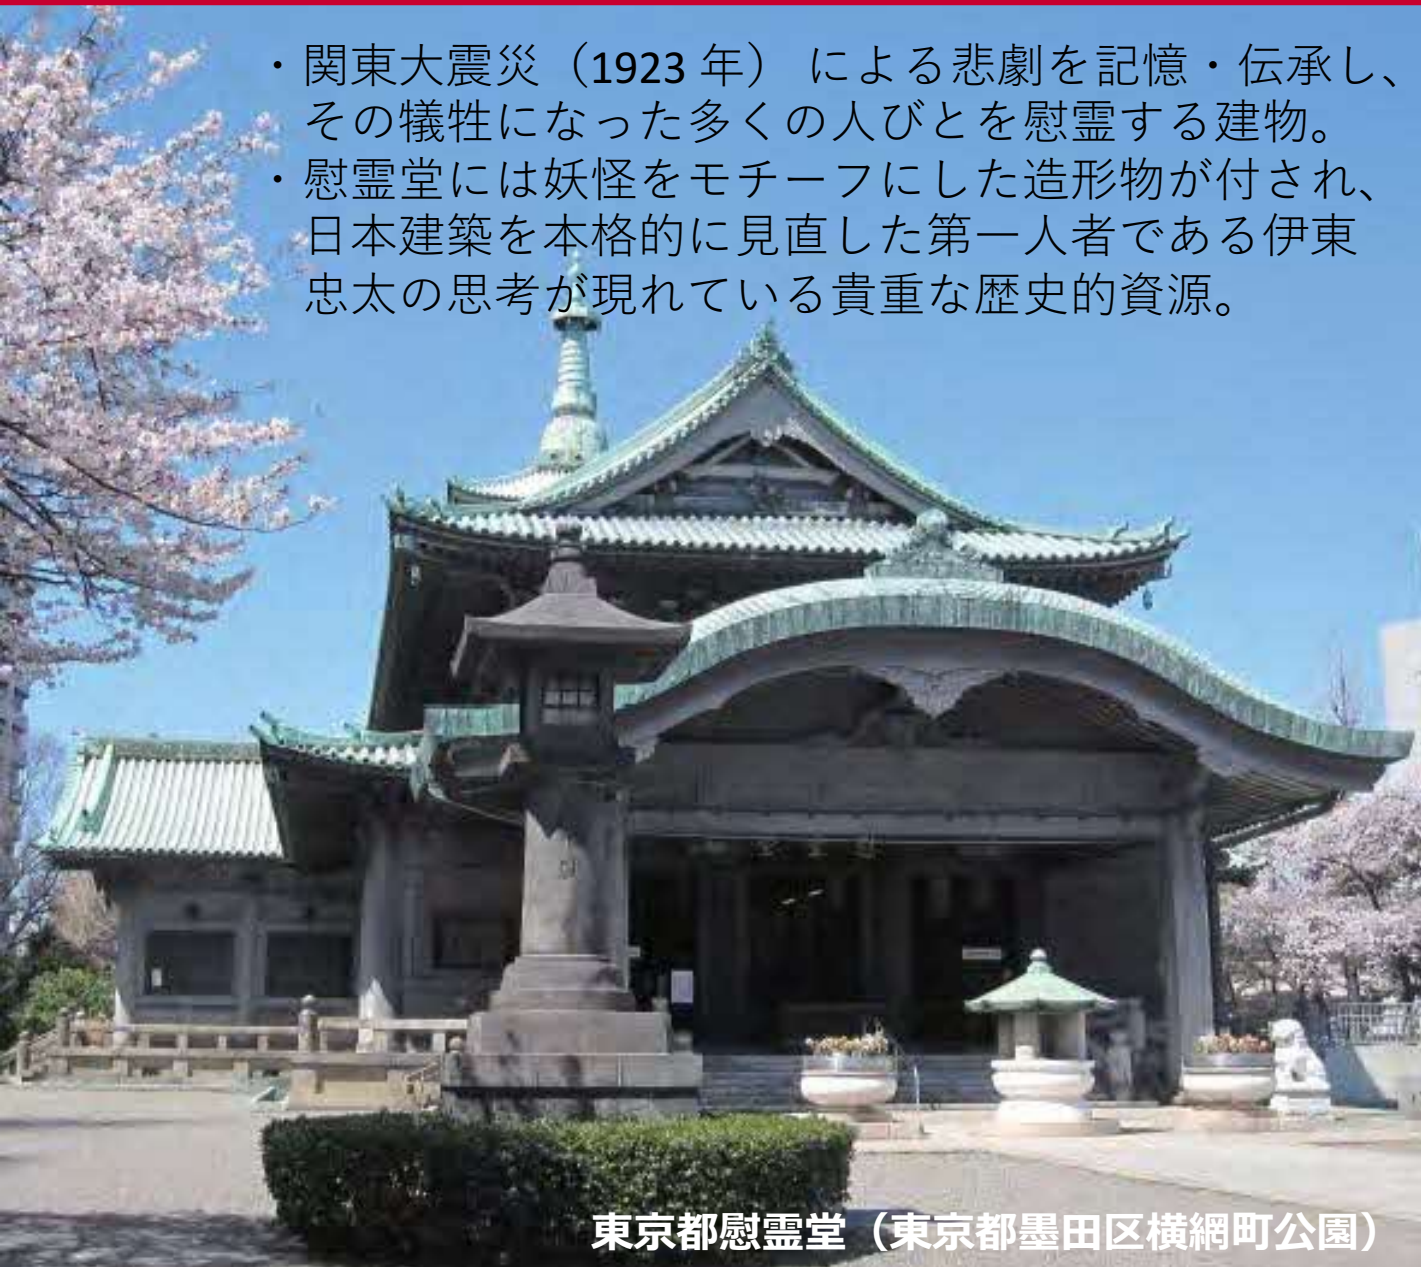 ・関東大震災（1923 年） による悲劇を記憶・伝承し、
その犠牲になった多くの人びとを慰霊する建物。
・慰霊堂には妖怪をモチーフにした造形物が付され、
日本建築を本格的に見直した第一人者である伊東
忠太の思考が現れている貴重な歴史的資源。
東京都慰霊堂（東京都墨田区横網町公園）